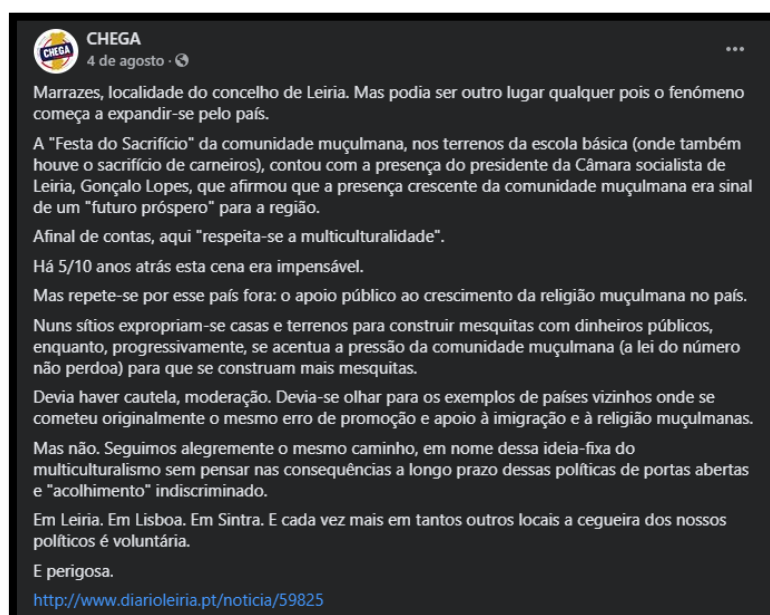 CHEGA
CHEGA
4 de agosto ·
Marrazes, localidade do concelho de Leiria. Mas podia ser outro lugar qualquer pois o fenómeno
começa a expandir-se pelo país.
A "Festa do Sacrifício" da comunidade muçulmana, nos terrenos da escola básica (onde também
houve o sacrifício de carneiros), contou com a presença do presidente da Câmara socialista de
Leiria, Gonçalo Lopes, que afirmou que a presença crescente da comunidade muçulmana era sinal
de um "futuro próspero" para a região.
Afinal de contas, aqui "respeita-se a multiculturalidade".
Há 5/10 anos atrás esta cena era impensável.
Mas repete-se por esse país fora: o apoio público ao crescimento da religião muçulmana no país.
Nuns sítios expropriam-se casas e terrenos para construir mesquitas com dinheiros públicos,
enquanto, progressivamente, se acentua a pressão da comunidade muçulmana (a lei do número
não perdoa) para que se construam mais mesquitas.
Devia haver cautela, moderação. Devia-se olhar para os exemplos de países vizinhos onde se
cometeu originalmente o mesmo erro de promoção e apoio à imigração e à religião muçulmanas.
Mas não. Seguimos alegremente o mesmo caminho, em nome dessa ideia-fixa do
multiculturalismo sem pensar nas consequências a longo prazo dessas políticas de portas abertas
e "acolhimento" indiscriminado.
Em Leiria. Em Lisboa. Em Sintra. E cada vez mais em tantos outros locais a cegueira dos nossos
políticos é voluntária.
E perigosa.
http://www.diarioleiria.pt/noticia/59825